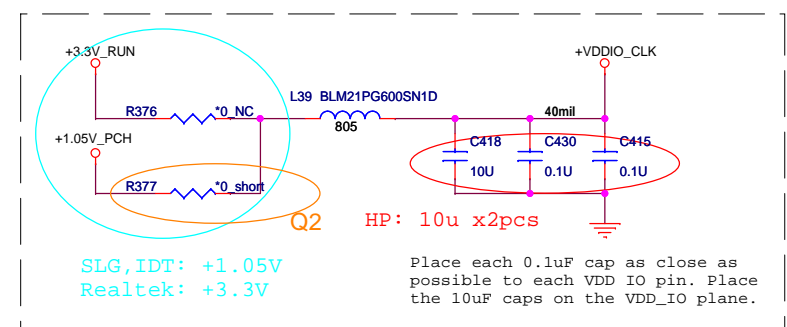 +3.3V_RUN
+VDDIO_CLK
L39 BLM21PG600SN1D
R376
*0_NC
40mil
805
+1.05V_PCH
C418
C430
C415
10U
0.1U
0.1U
R377
*0_short
Q2
HP: 10u x2pcs
SLG,IDT: +1.05V
Realtek: +3.3V
Place each 0.1uF cap as close as
possible to each VDD IO pin. Place
the 10uF caps on the VDD_IO plane.